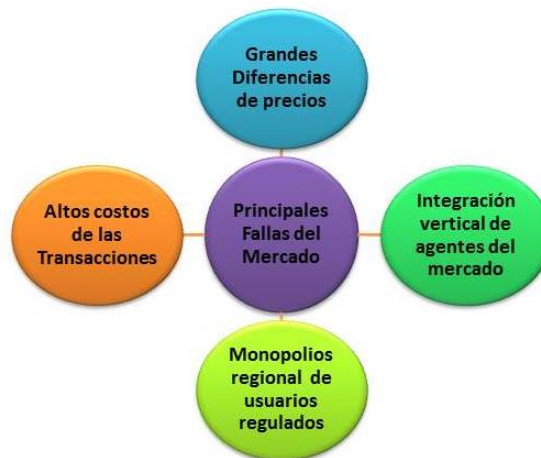 Grandes
Diferencias
de precios
Altos costos
de las
Transacciones
Principales
Fallas del
Mercado
Integración
vertical de
agentes del
mercado
Monopolios
regional de
usuarios
regulados